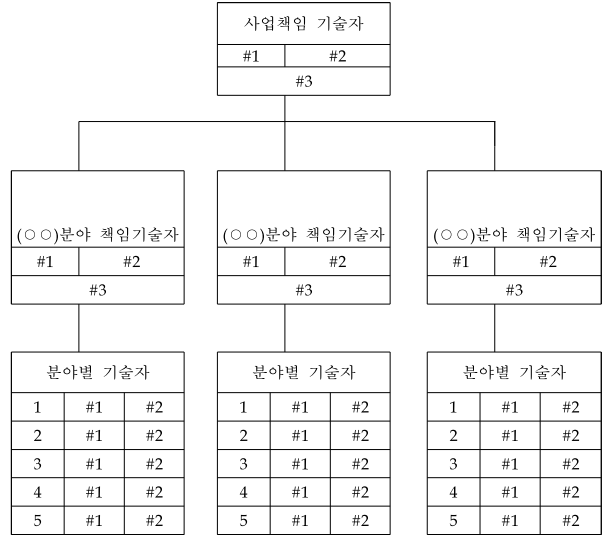 사업책임 기술자
#1 #2
#3
(○○)분야 책임기술자 (○○)분야 책임기술자 (○○)분야 책임기술자
#1 #2 #1 #2 #1 #2
#3 #3 #3
분야별 기술자 분야별 기술자 분야별 기술자
1 #1 #2 1 #1 #2 1 #1 #2
2 #1 #2 2 #1 #2 2 #1 #2
3 #1 #2 3 #1 #2 3 #1 #2
4 #1 #2 4 #1 #2 4 #1 #2
5 #1 #2 5 #1 #2 5 #1 #2